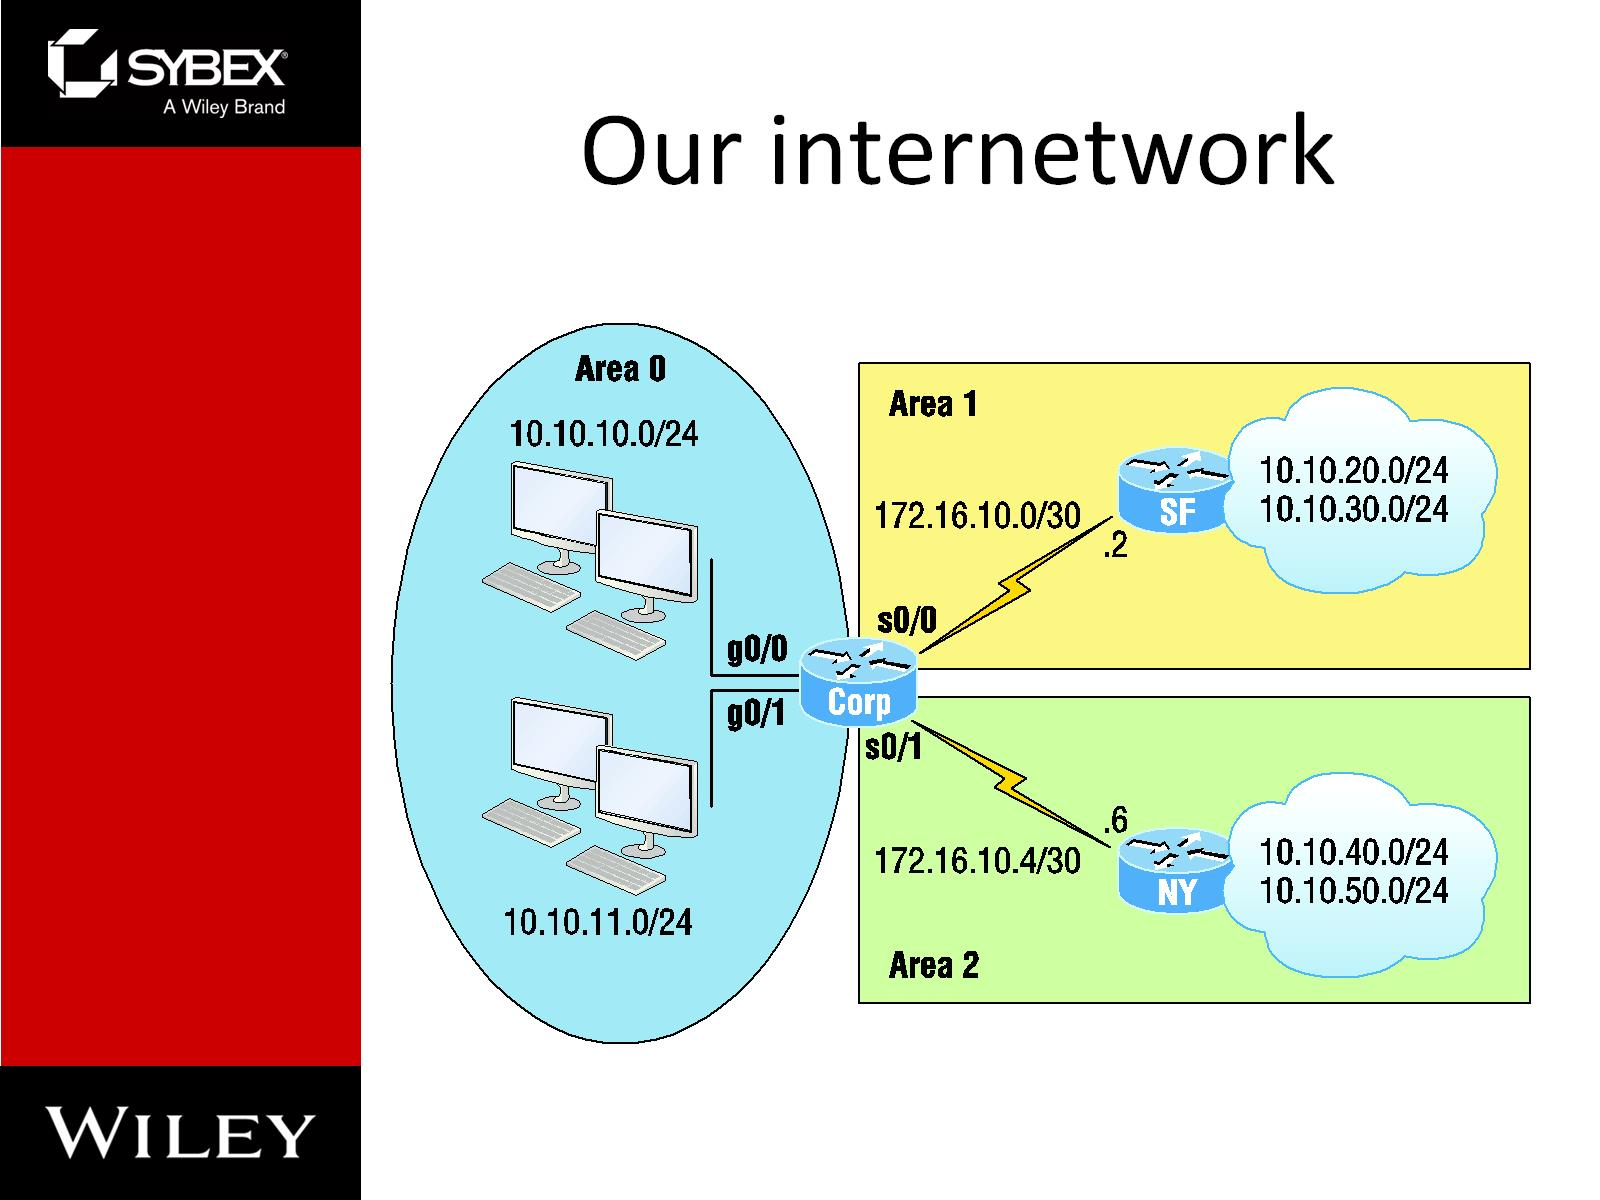 SYBEX®
A Wiley Brand
Our internetwork
Area 0
10.10.10.0/24
g0/0
g0/1
10.10.11.0/24
Corp
s0/0
s0/1
Area 1
172.16.10.0/30
.2
SF
10.10.20.0/24
10.10.30.0/24
.6
172.16.10.4/30
NY
10.10.40.0/24
10.10.50.0/24
Area 2
WILEY